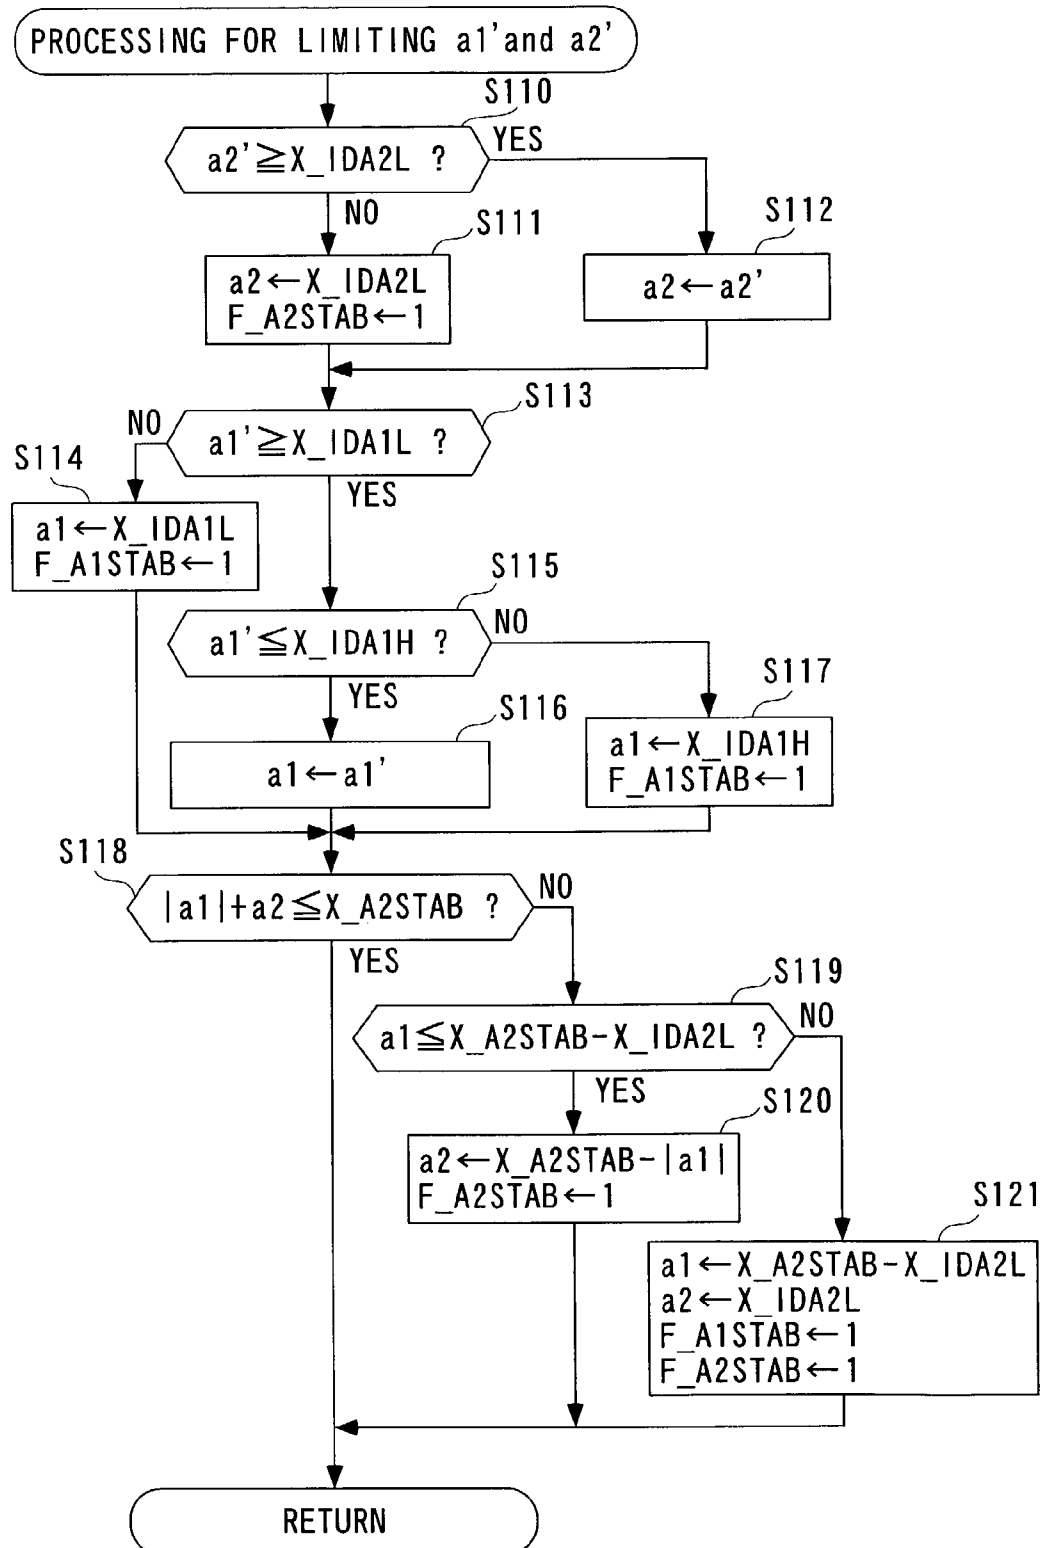 PROCESSING FOR LIMITING a1'and a2'
S110
a2'≧X_IDA2L ?
YES
NO
S111
S112
a2←X_IDA2L
F_A2STAB←1
a2←a2'
S113
NO
a1'≧X_IDA1L ?
S114
YES
a1←X_IDA1L
F_A1STAB←1
S115
a1'≦X_IDA1H ?
NO
YES
S117
S116
a1←X_IDA1H
F_A1STAB←1
a1←a1'
S118
|a1|+a2≦X_A2STAB ?
NO
YES
S119
a1≦X_A2STAB-X_IDA2L ?
NO
YES
S120
a2←X_A2STAB-|a1|
F_A2STAB←1
S121
a1←X_A2STAB-X_IDA2L
a2←X_IDA2L
F_A1STAB←1
F_A2STAB←1
RETURN